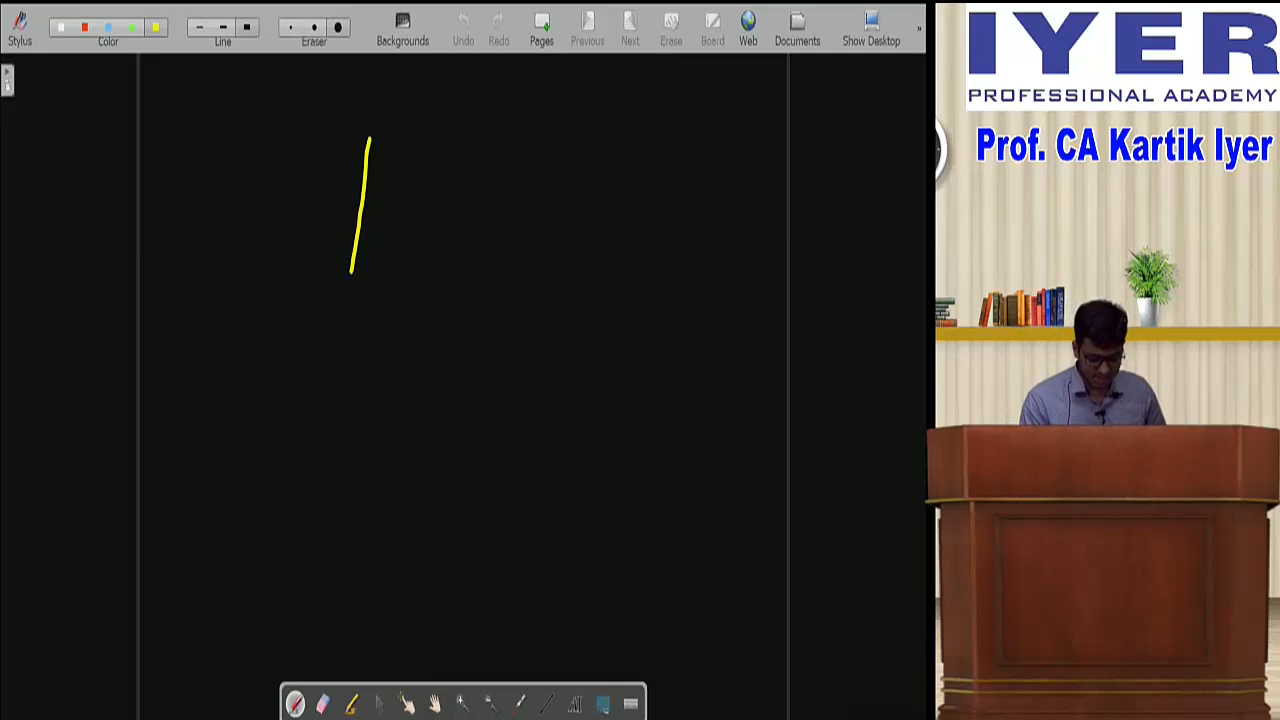 Stylus
Color
Line
Eraser
Backgrounds
Undo
Redo
Pages
Previous
Next
Erase
Board
Web
Documents
Show Desktop
»
IYER
PROFESSIONAL ACADEMY
Prof. CA Kartik Iyer